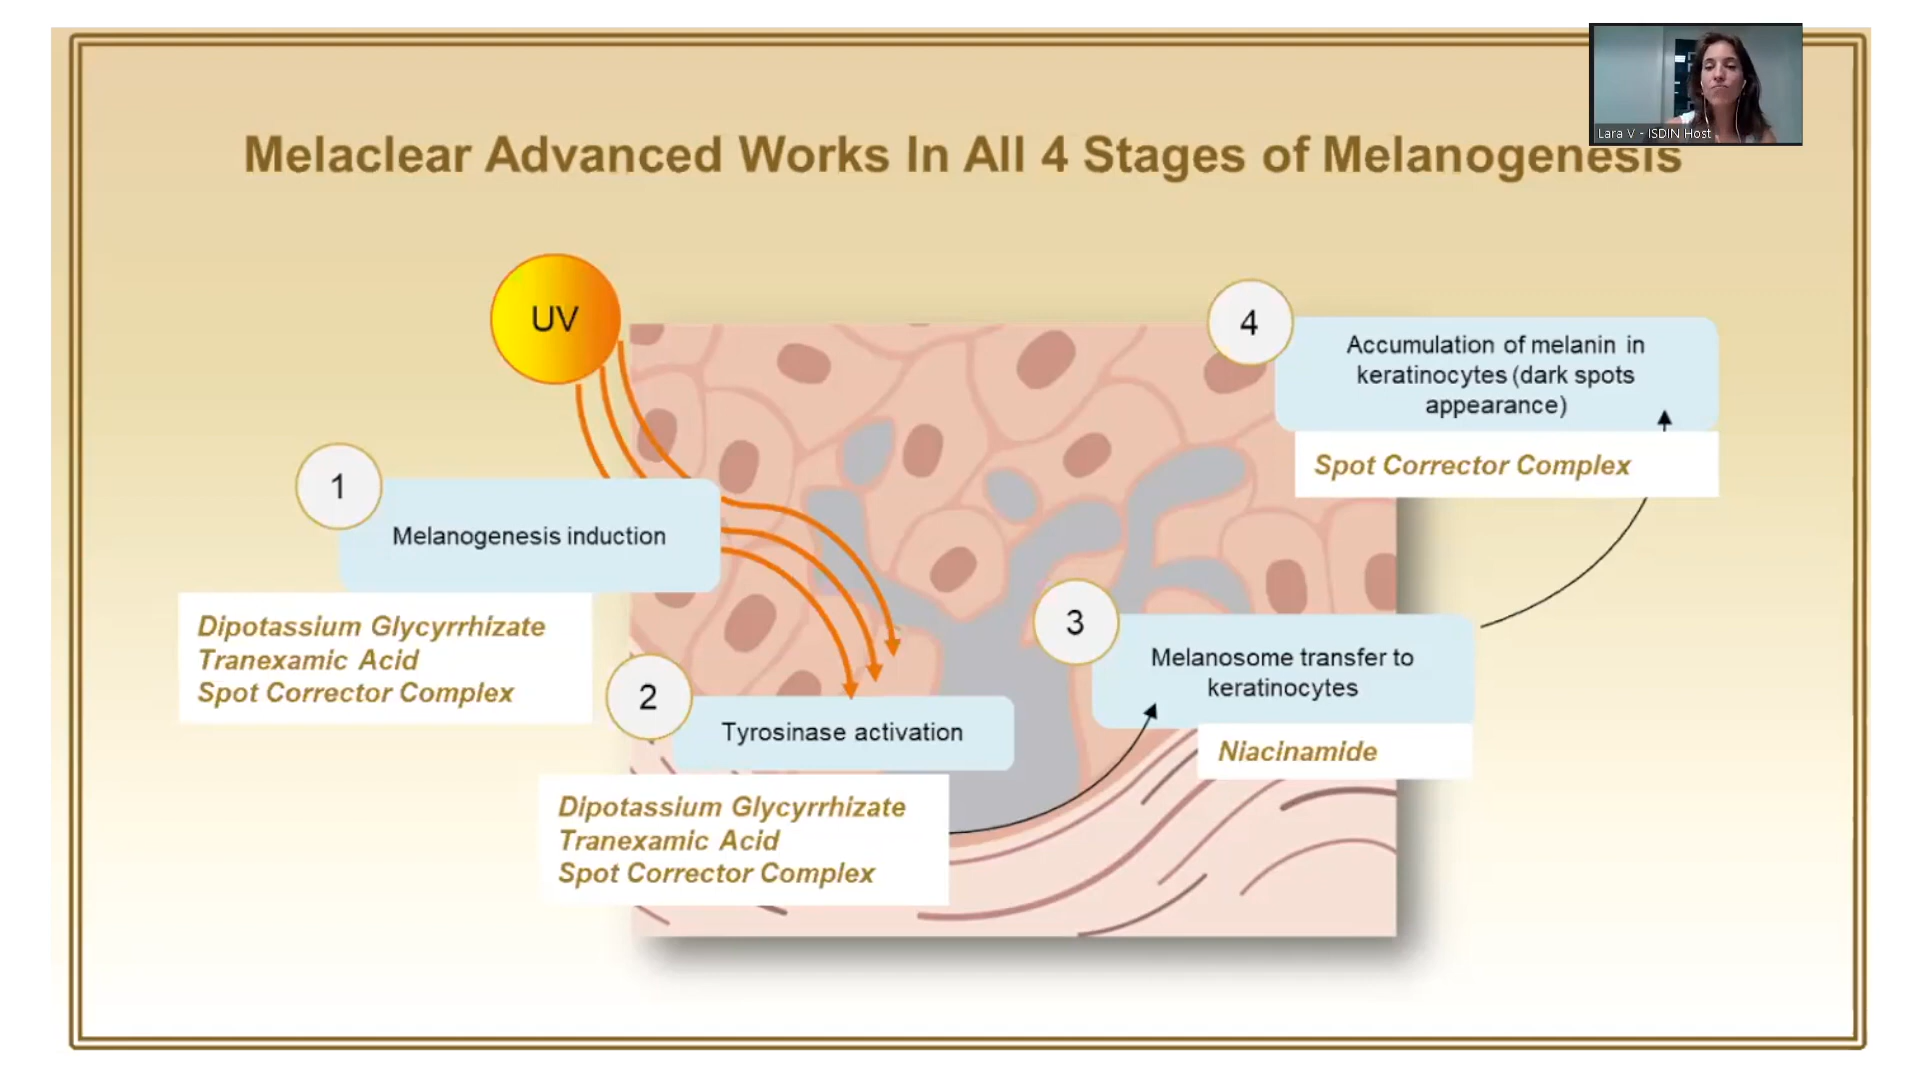 Lara V - ISDIN Host
Melaclear Advanced Works In All 4 Stages of Melanogenesis
UV
1
Melanogenesis induction
Dipotassium Glycyrrhizate
Tranexamic Acid
Spot Corrector Complex
2
Tyrosinase activation
Dipotassium Glycyrrhizate
Tranexamic Acid
Spot Corrector Complex
3
Melanosome transfer to
keratinocytes
Niacinamide
4
Accumulation of melanin in
keratinocytes (dark spots
appearance)
Spot Corrector Complex